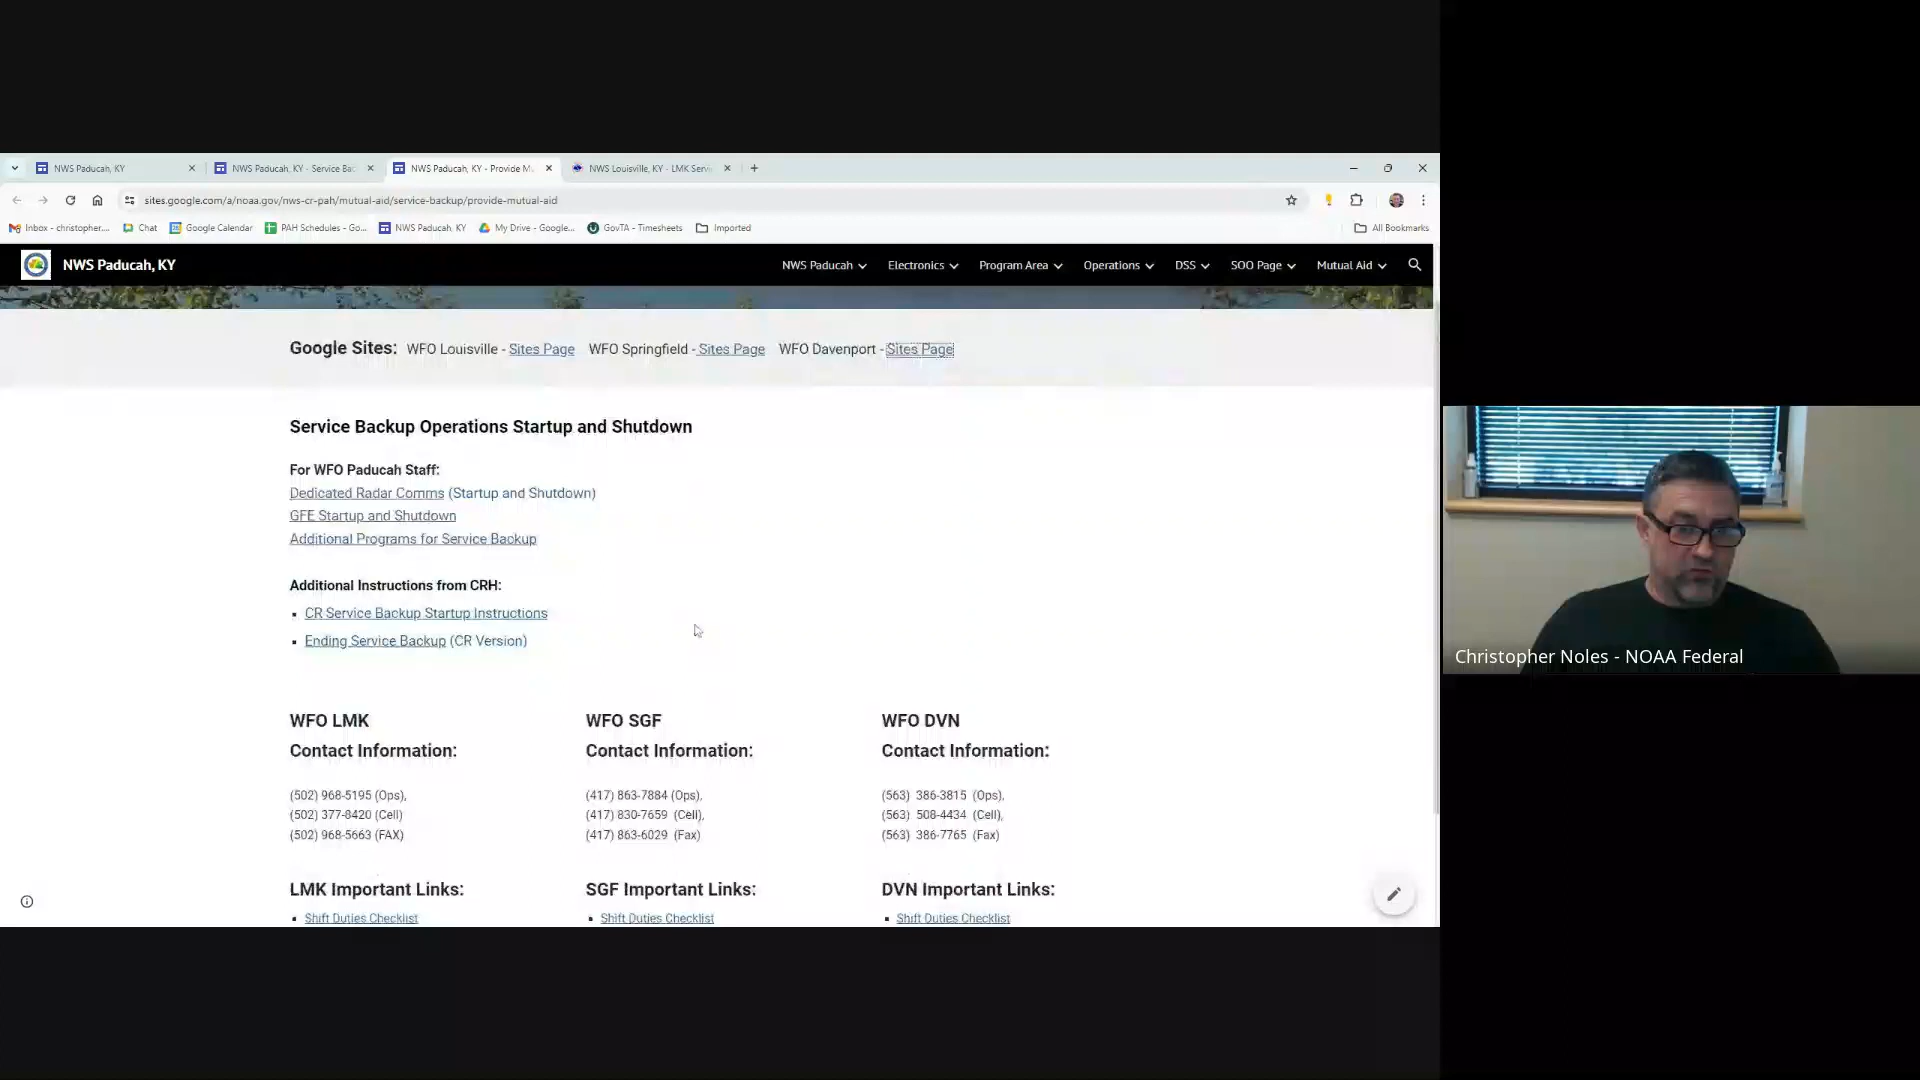 NWS Paducah, KY
NWS Paducah, KY - Service Bac
NWS Paducah, KY - Provide M
NWS Louisville, KY - LMK Servi
sites.google.com/a/noaa.gov/nws-cr-pah/mutual-aid/service-backup/provide-mutual-aid
Inbox - christopher....
Chat
Google Calendar
PAH Schedules - Go...
NWS Paducah, KY
My Drive - Google...
GovTA - Timesheets
Imported
All Bookmarks
NWS Paducah, KY
NWS Paducah
Electronics
Program Area
Operations
DSS
SOO Page
Mutual Aid
Google Sites: WFO Louisville - Sites Page WFO Springfield - Sites Page WFO Davenport - Sites Page
Service Backup Operations Startup and Shutdown
For WFO Paducah Staff:
Dedicated Radar Comms (Startup and Shutdown)
GFE Startup and Shutdown
Additional Programs for Service Backup
Additional Instructions from CRH:
CR Service Backup Startup Instructions
Ending Service Backup (CR Version)
WFO LMK
Contact Information:
(502) 968-5195 (Ops),
(502) 377-8420 (Cell)
(502) 968-5663 (FAX)
LMK Important Links:
Shift Duties Checklist
WFO SGF
Contact Information:
(417) 863-7884 (Ops),
(417) 830-7659 (Cell),
(417) 863-6029 (Fax)
SGF Important Links:
Shift Duties Checklist
WFO DVN
Contact Information:
(563) 386-3815 (Ops),
(563) 508-4434 (Cell),
(563) 386-7765 (Fax)
DVN Important Links:
Shift Duties Checklist
Christopher Noles - NOAA Federal